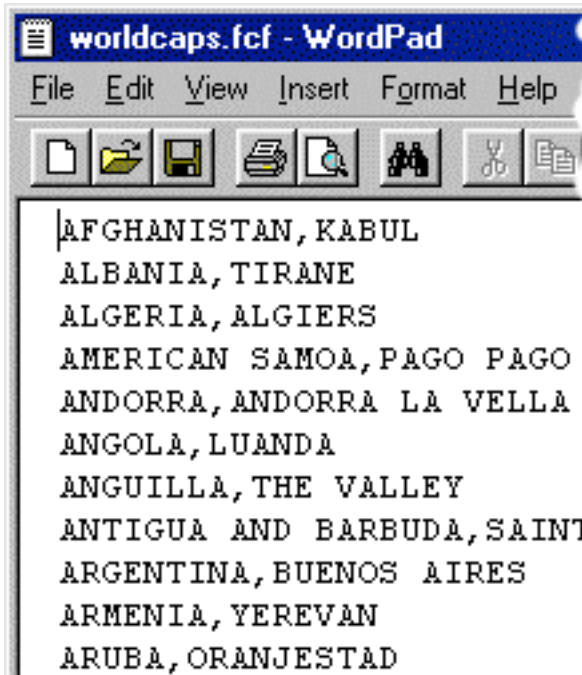 worldcaps.fcf - WordPad
File Edit View Insert Format Help
AFGHANISTAN,KABUL
ALBANIA,TIRANE
ALGERIA,ALGIERS
AMERICAN SAMOA,PAGO PAGO
ANDORRA,ANDORRA LA VELLA
ANGOLA,LUANDA
ANGUILLA,THE VALLEY
ANTIGUA AND BARBUDA,SAINT
ARGENTINA,BUENOS AIRES
ARMENIA,YEREVAN
ARUBA,ORANJESTAD